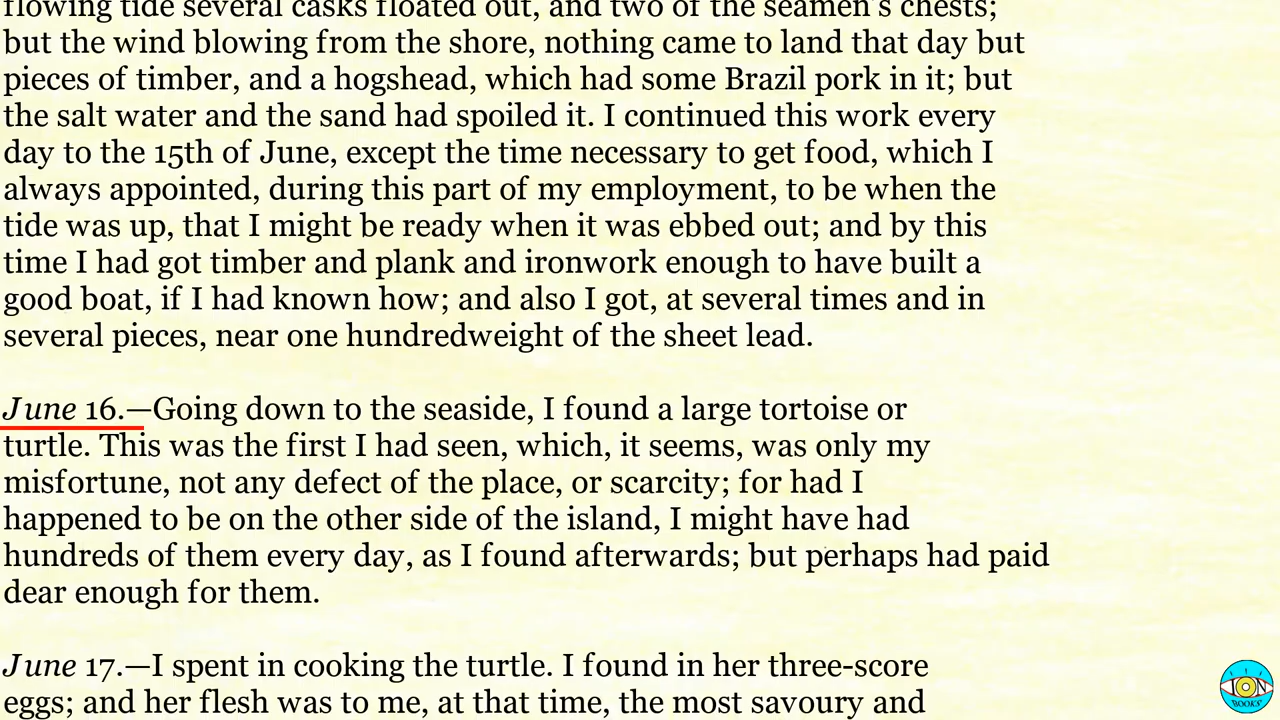 flowing tide several casks floated out, and two of the seamen's chests;
but the wind blowing from the shore, nothing came to land that day but
pieces of timber, and a hogshead, which had some Brazil pork in it; but
the salt water and the sand had spoiled it. I continued this work every
day to the 15th of June, except the time necessary to get food, which I
always appointed, during this part of my employment, to be when the
tide was up, that I might be ready when it was ebbed out; and by this
time I had got timber and plank and ironwork enough to have built a
good boat, if I had known how; and also I got, at several times and in
several pieces, near one hundredweight of the sheet lead.
June 16.—Going down to the seaside, I found a large tortoise or
turtle. This was the first I had seen, which, it seems, was only my
misfortune, not any defect of the place, or scarcity; for had I
happened to be on the other side of the island, I might have had
hundreds of them every day, as I found afterwards; but perhaps had paid
dear enough for them.
June 17.—I spent in cooking the turtle. I found in her three-score
eggs; and her flesh was to me, at that time, the most savoury and
ION
BOOKS